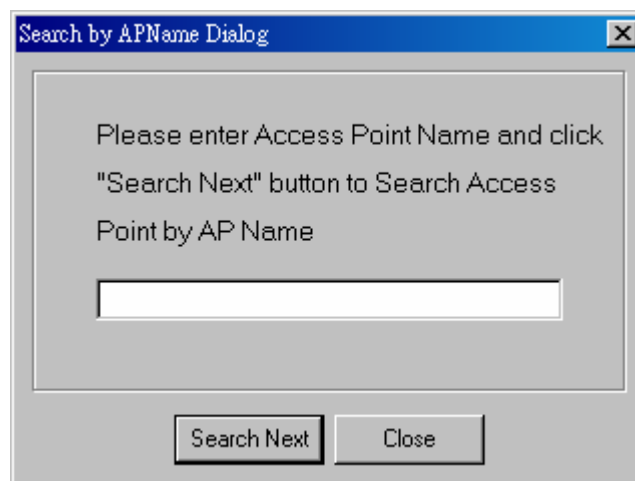 Search by APName Dialog
Please enter Access Point Name and click
"Search Next" button to Search Access
Point by AP Name
Search Next
Close